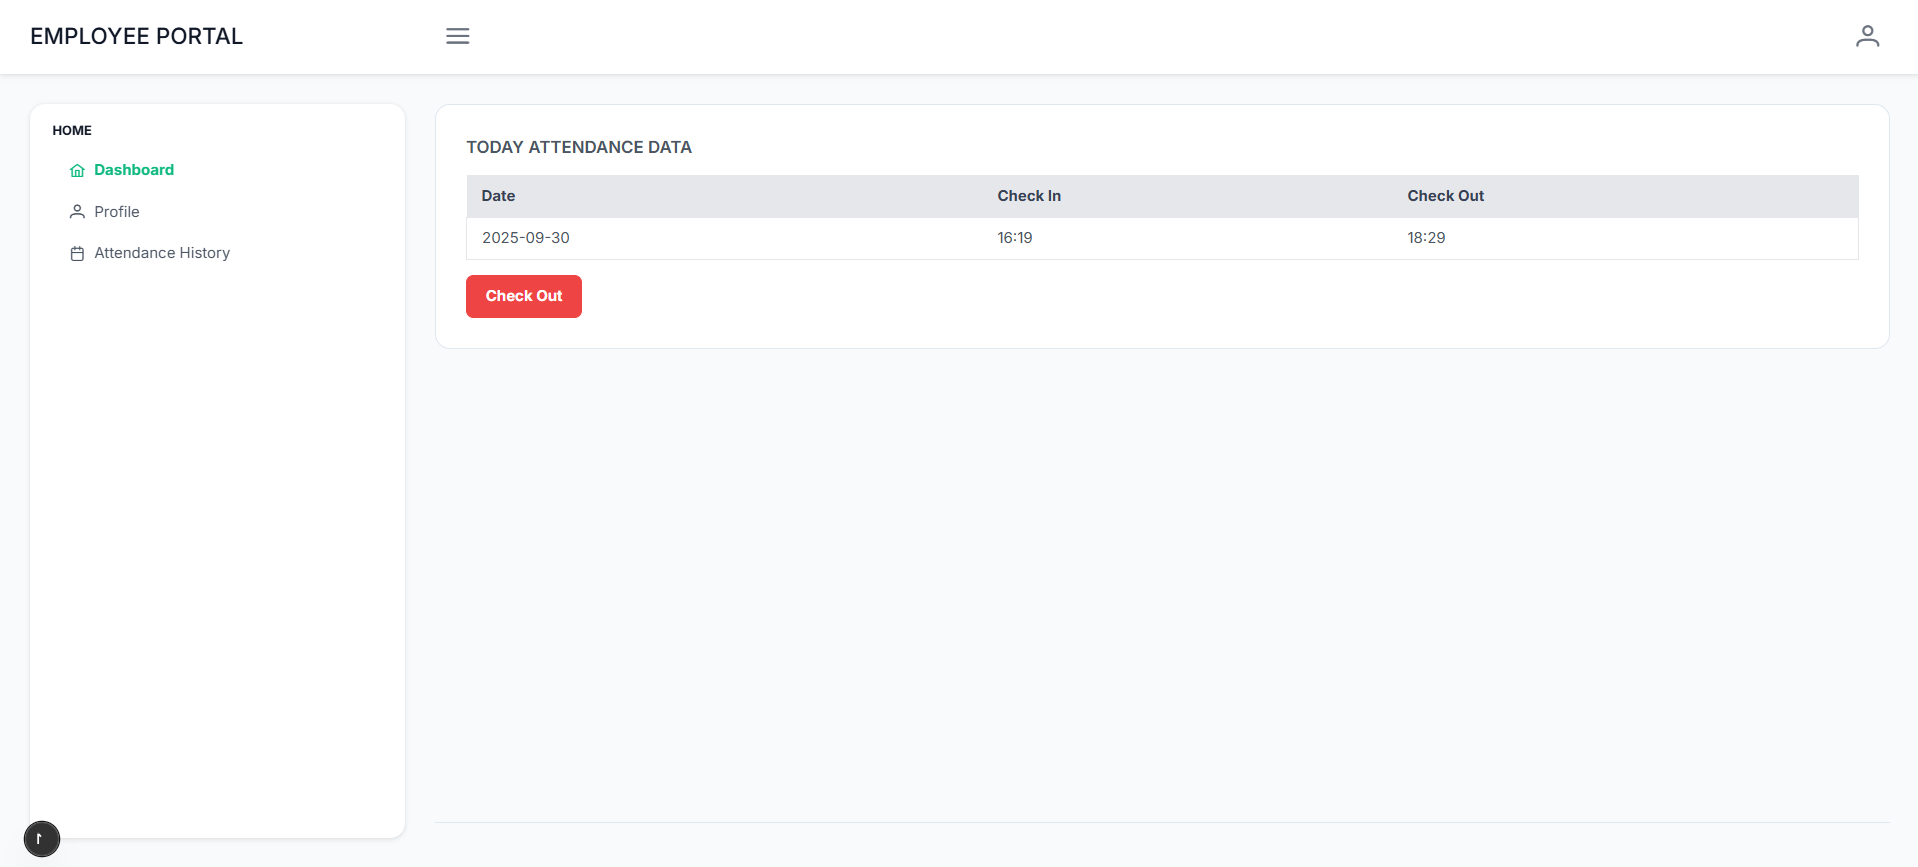 EMPLOYEE PORTAL
HOME
Dashboard
Profile
Attendance History
TODAY ATTENDANCE DATA
Date Check In Check Out
2025-09-30 16:19 18:29
Check Out